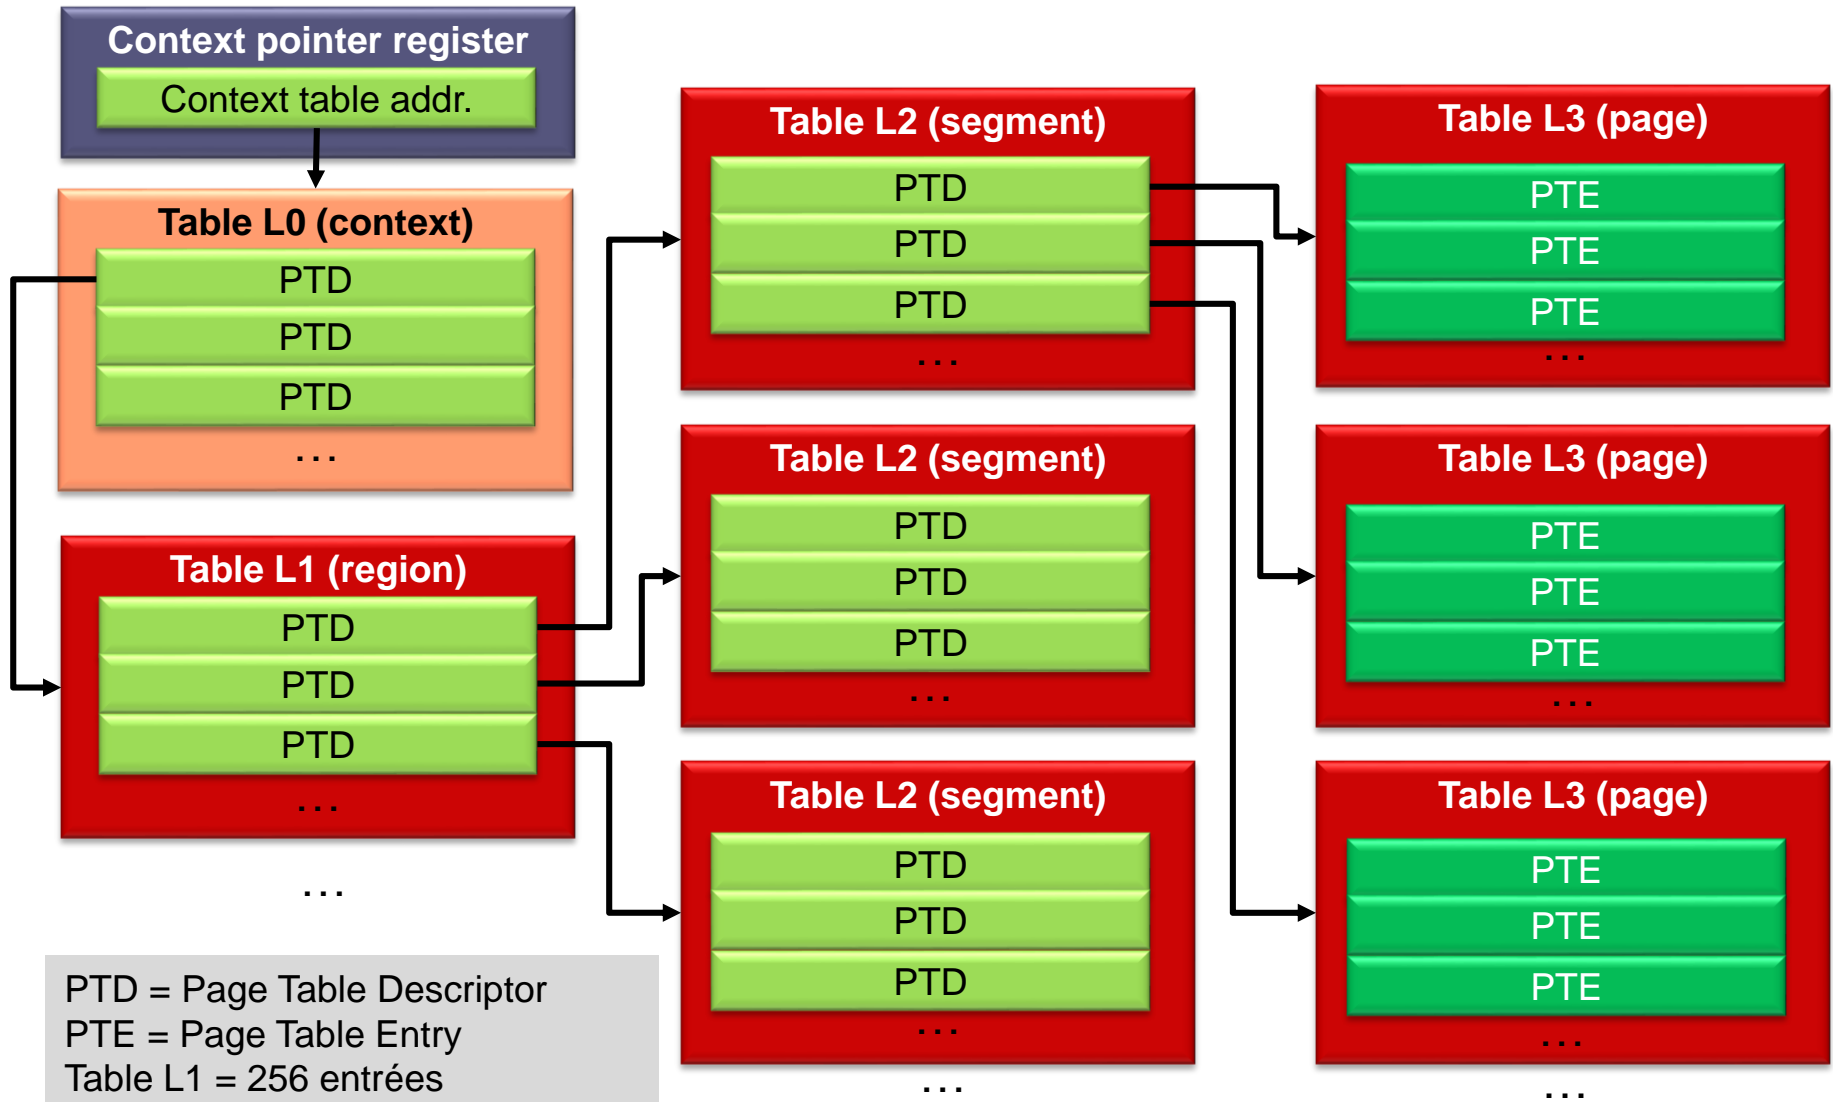 Context pointer register
Context table addr.
Table L0 (context)
PTD
PTD
PTD
...
Table L1 (region)
PTD
PTD
PTD
...
...
Table L2 (segment)
PTD
PTD
PTD
...
Table L2 (segment)
PTD
PTD
PTD
...
Table L2 (segment)
PTD
PTD
PTD
...
...
Table L3 (page)
PTE
PTE
PTE
...
Table L3 (page)
PTE
PTE
PTE
...
Table L3 (page)
PTE
PTE
PTE
...
...
PTD = Page Table Descriptor
PTE = Page Table Entry
Table L1 = 256 entrées